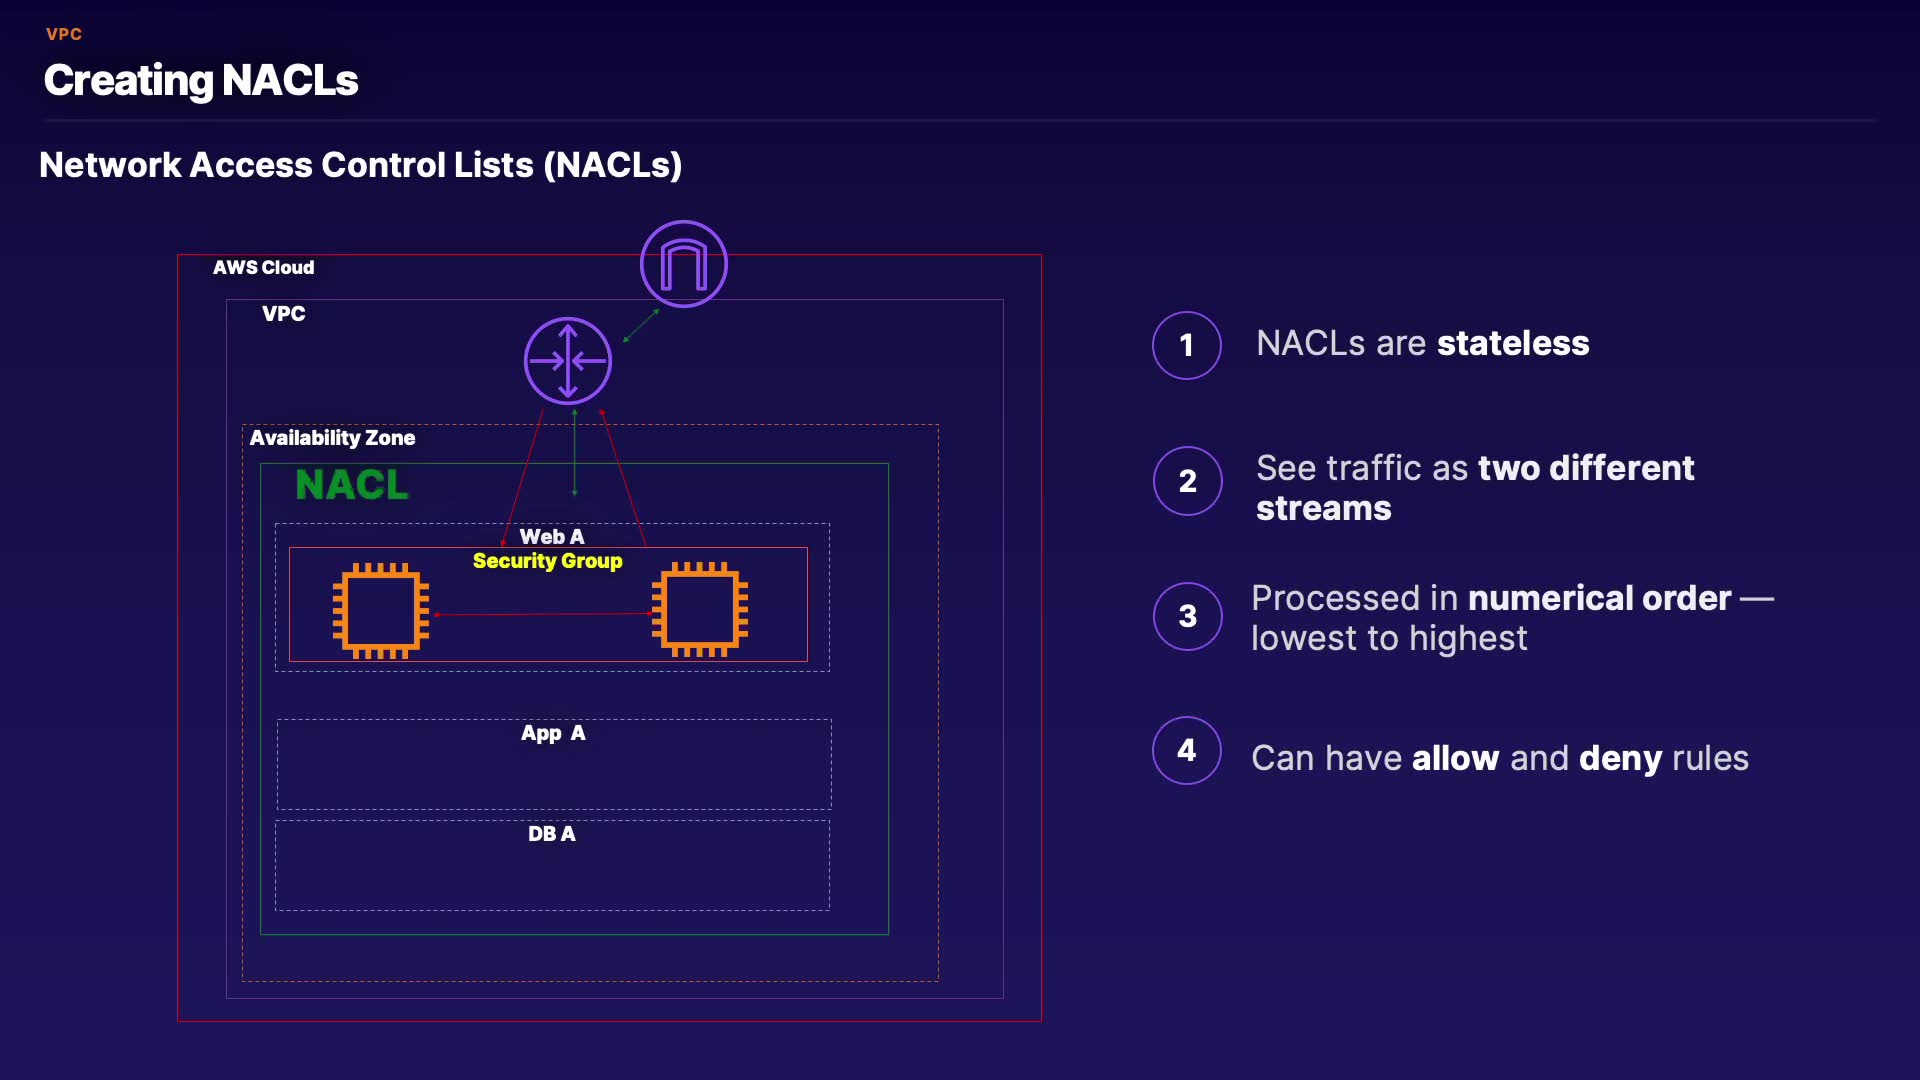 VPC
Creating NACLs
Network Access Control Lists (NACLs)
AWS Cloud
VPC
Availability Zone
NACL
Web A
Security Group
App A
DB A
1
NACLs are stateless
2
See traffic as two different
streams
3
Processed in numerical order —
lowest to highest
4
Can have allow and deny rules